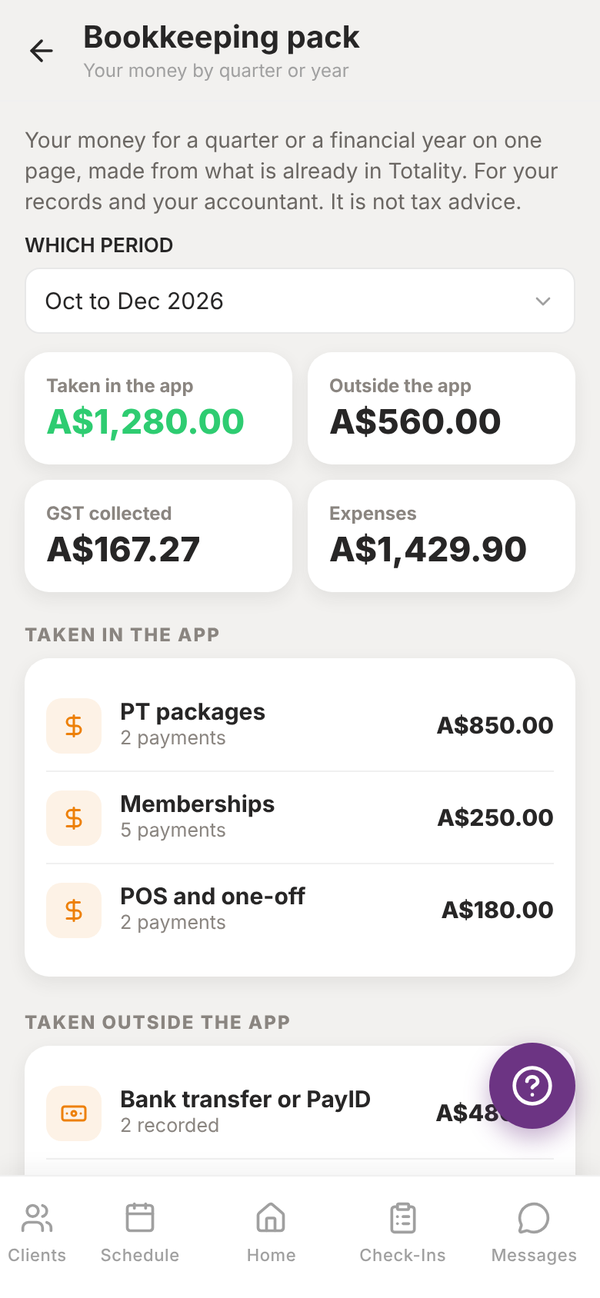 Bookkeeping pack
Your money by quarter or year
Your money for a quarter or a financial year on one
page, made from what is already in Totality. For your
records and your accountant. It is not tax advice.
WHICH PERIOD
Oct to Dec 2026
Taken in the app
A$1,280.00
Outside the app
A$560.00
GST collected
A$167.27
Expenses
A$1,429.90
TAKEN IN THE APP
PT packages
2 payments
A$850.00
Memberships
5 payments
A$250.00
POS and one-off
2 payments
A$180.00
TAKEN OUTSIDE THE APP
Bank transfer or PayID
2 recorded
A$48
Clients
Schedule
Home
Check-Ins
Messages